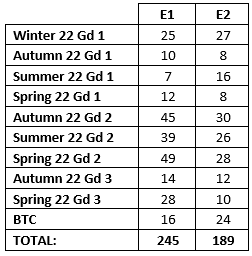 E1 E2
Winter 22 Gd 1 25 27
Autumn 22 Gd 1 10 8
Summer 22 Gd 1 7 16
Spring 22 Gd 1 12 8
Autumn 22 Gd 2 45 30
Summer 22 Gd 2 39 26
Spring 22 Gd 2 49 28
Autumn 22 Gd 3 14 12
Spring 22 Gd 3 28 10
BTC 16 24
TOTAL: 245 189